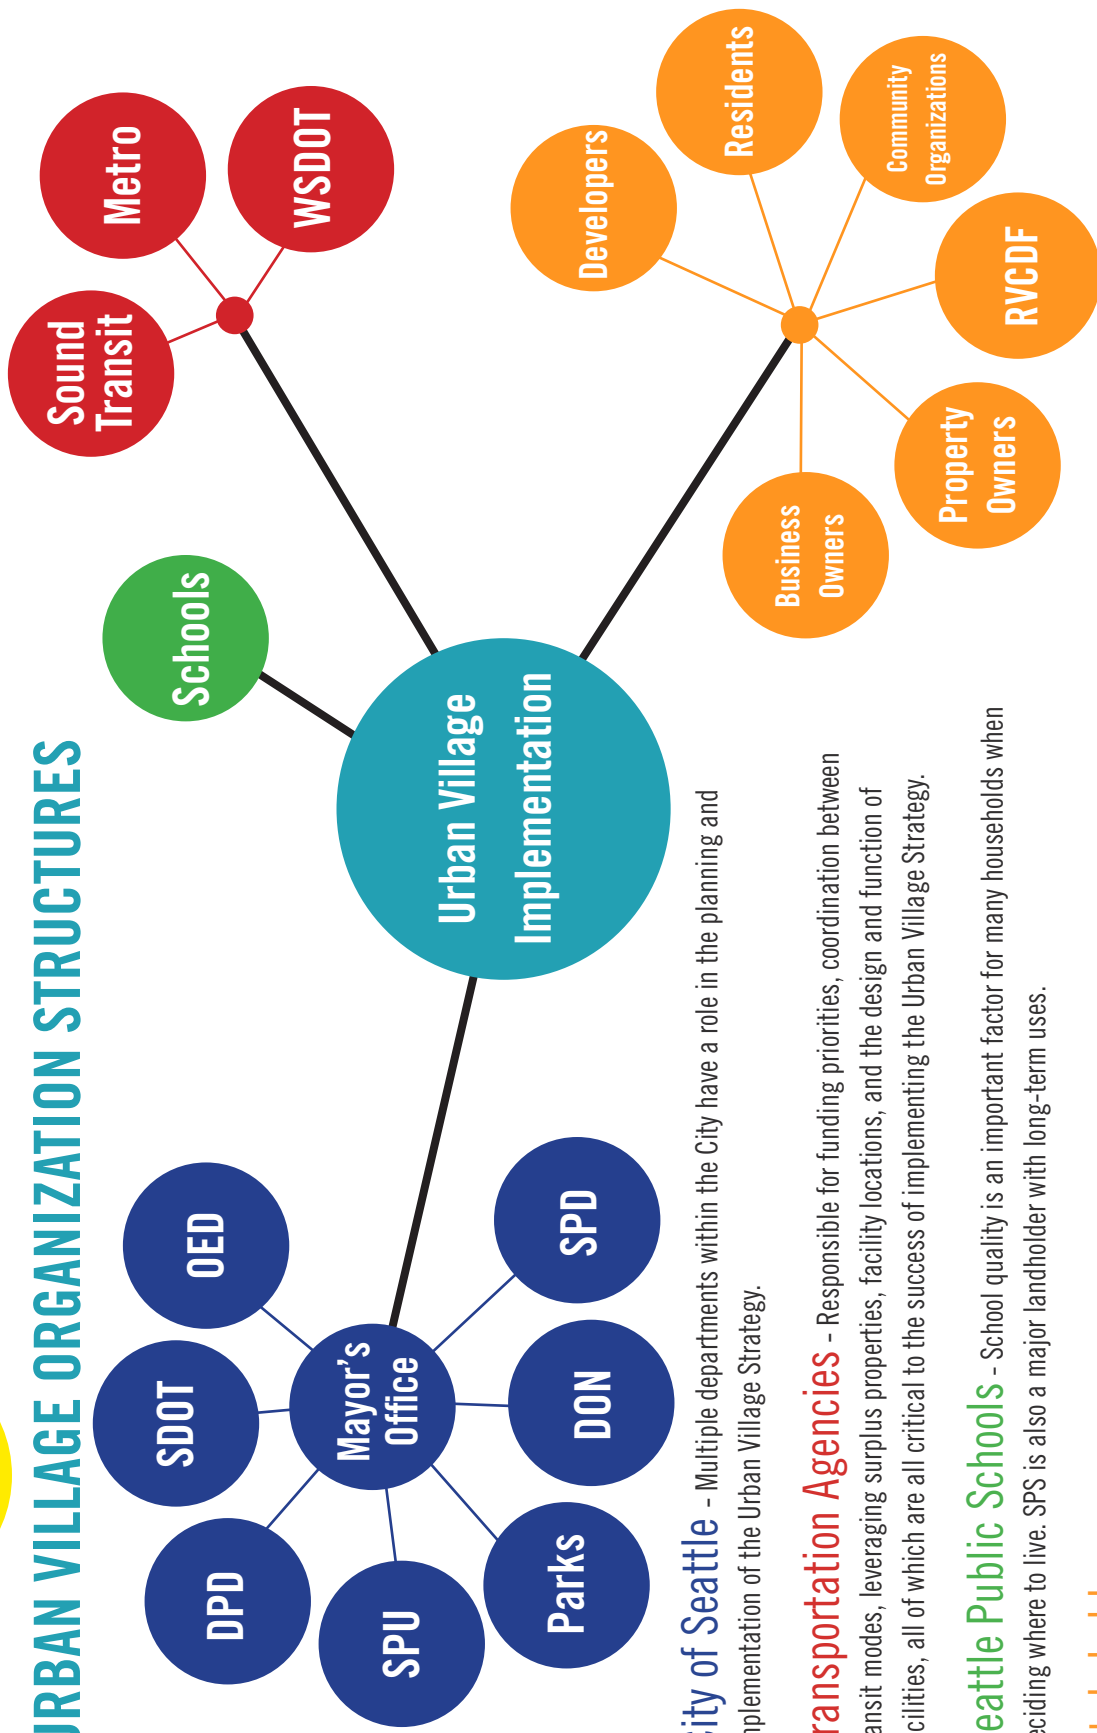 URBAN VILLAGE ORGANIZATION STRUCTURES
OED
SDOT
DPD
SPU
Parks
DON
SPD
Mayor's
Office
Urban Village
Implementation
Schools
Sound
Transit
Metro
WSDOT
Developers
Residents
Community
Organizations
RVCDF
Property
Owners
Business
Owners
ity of Seattle - Multiple departments within the City have a role in the planning and
mplementation of the Urban Village Strategy.
ransportation Agencies - Responsible for funding priorities, coordination between
ansit modes, leveraging surplus properties, facility locations, and the design and function of
cilities, all of which are all critical to the success of implementing the Urban Village Strategy.
eattle Public Schools - School quality is an important factor for many households when
eciding where to live. SPS is also a major landholder with long-term uses.